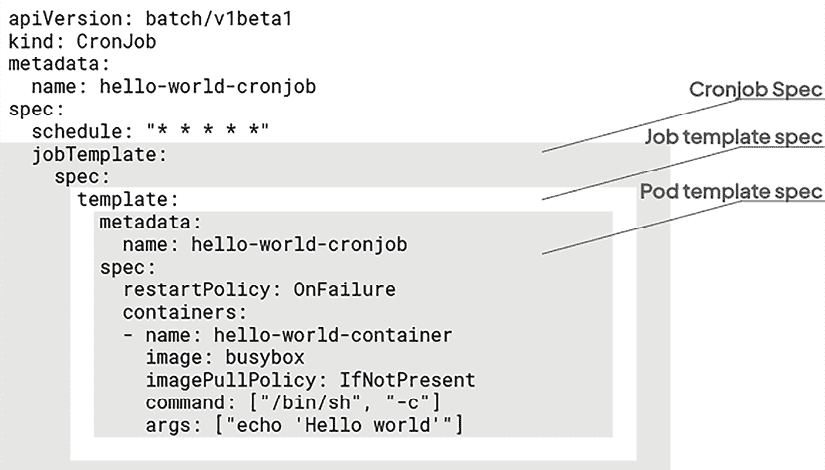 apiVersion: batch/v1beta1
kind: CronJob
metadata:
  name: hello-world-cronjob
spec:
  schedule: "* * * * *"
  jobTemplate:
    spec:
      template:
        metadata:
          name: hello-world-cronjob
        spec:
          restartPolicy: OnFailure
          containers:
          - name: hello-world-container
            image: busybox
            imagePullPolicy: IfNotPresent
            command: ["/bin/sh", "-c"]
            args: ["echo 'Hello world'"]
Cronjob Spec
Job template spec
Pod template spec